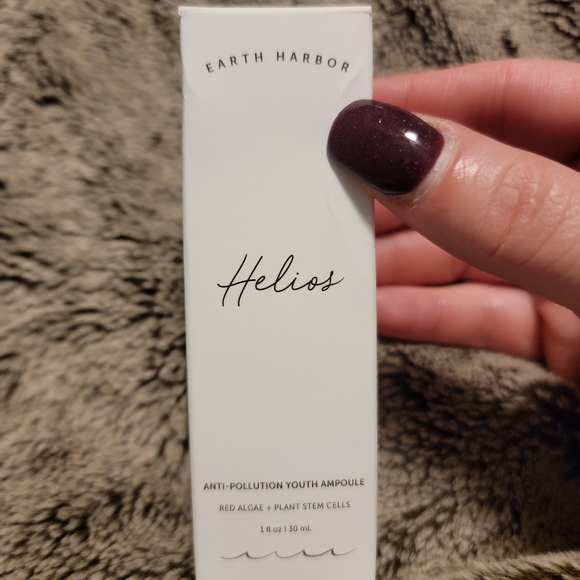 EARTH HARBOR
Helios
ANTI-POLLUTION YOUTH AMPOULE
RED ALGAE + PLANT STEM CELLS
1 fl oz | 30 mL